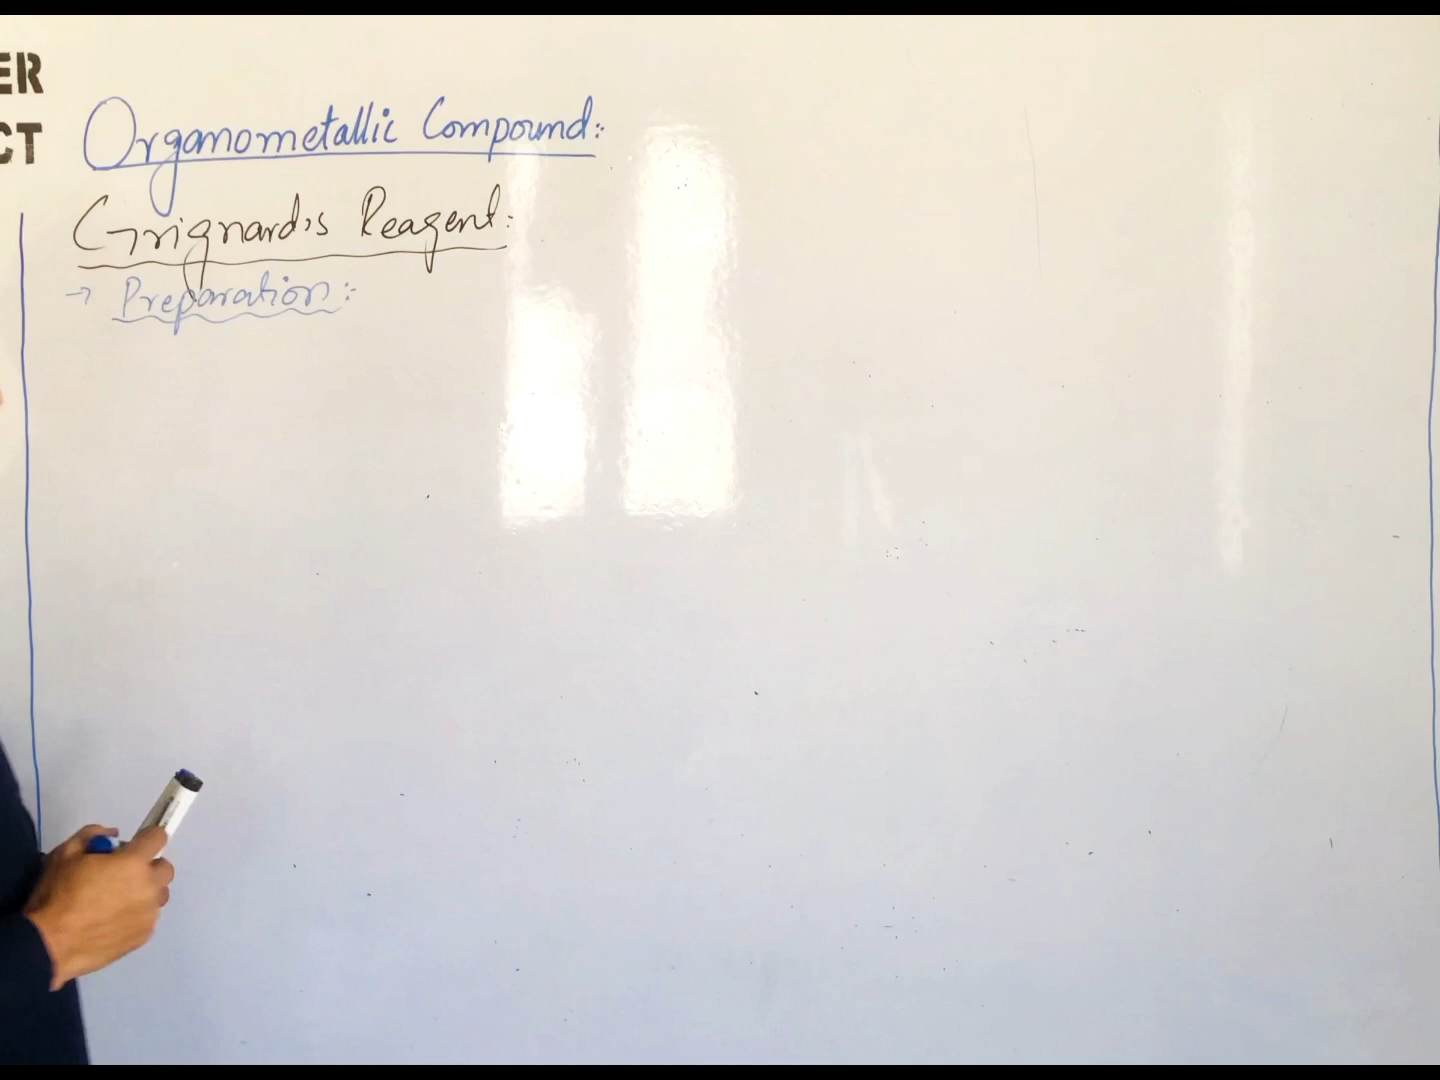 ER
CT
Organometallic Compound:
Grignard's Reagent:
→ Preparation: